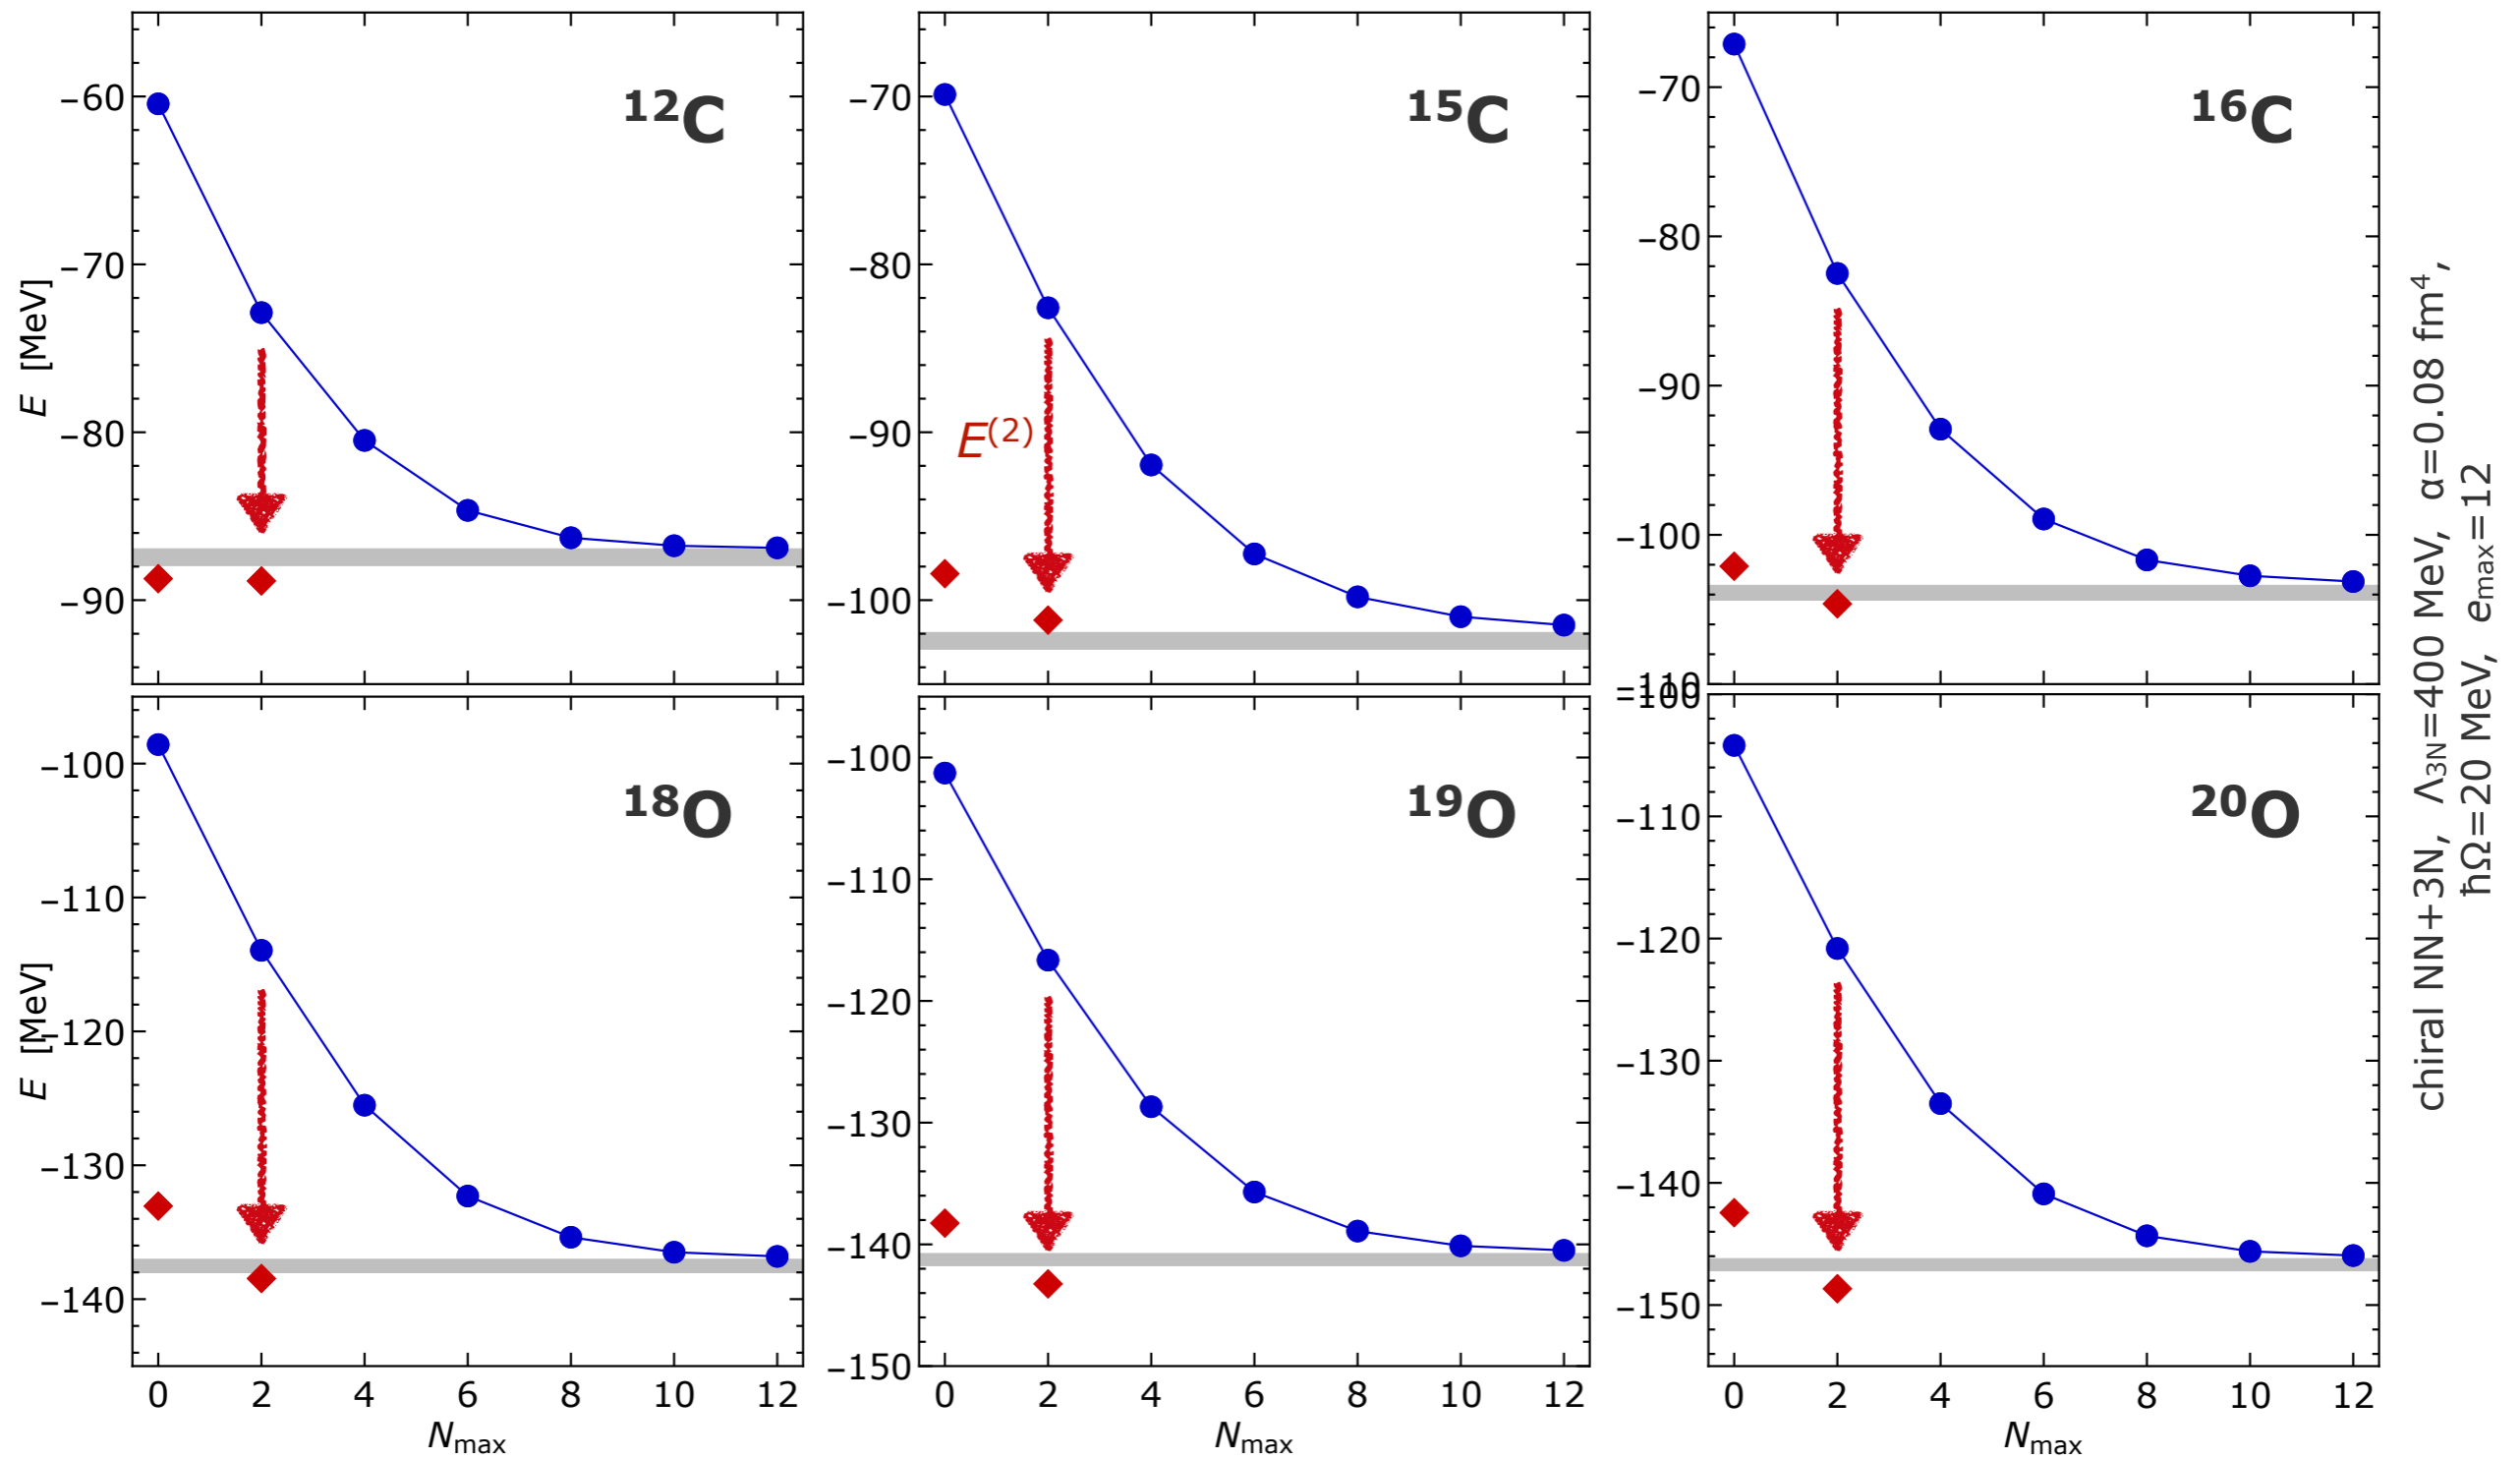 ¹²C
¹⁵C
¹⁶C
−60
−70
−80
−90
E [MeV]
−70
−80
−90
−100
E⁽²⁾
−70
−80
−90
−100
−110
¹⁸O
¹⁹O
²⁰O
−100
−110
−120
−130
−140
E [MeV]
−100
−110
−120
−130
−140
−150
−100
−110
−120
−130
−140
−150
0 2 4 6 8 10 12
0 2 4 6 8 10 12
0 2 4 6 8 10 12
Nmax
Nmax
Nmax
chiral NN+3N, Λ3N=400 MeV, α=0.08 fm⁴,
ħΩ=20 MeV, emax=12